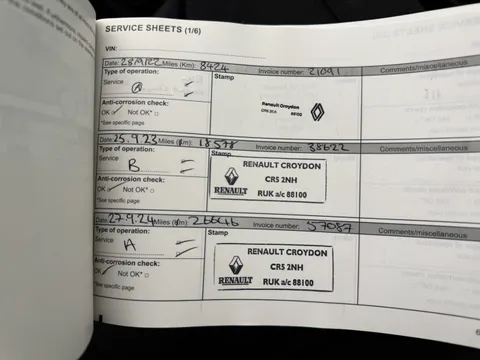 SERVICE SHEETS (1/6)
VIN:
Date: 28/9/22 Miles (Km): 8424 Invoice number: 21091 Comments/miscellaneous
Type of operation: Stamp
Service
A
Renault Croydon
Anti-corrosion check:
OK ✓ Not OK* □
*See specific page
Date: 25.9.23 Miles (km): 18578 Invoice number: 38622 Comments/miscellaneous
Type of operation: Stamp
Service
B
RENAULT CROYDON
CR5 2NH
RENAULT RUK a/c 88100
Anti-corrosion check:
OK ✓ Not OK* □
*See specific page
Date: 27.9.24 Miles (km): 26646 Invoice number: 57087 Comments/miscellaneous
Type of operation: Stamp
Service
A
RENAULT CROYDON
CR5 2NH
RENAULT RUK a/c 88100
Anti-corrosion check:
OK ✓ Not OK* □
*See specific page
6